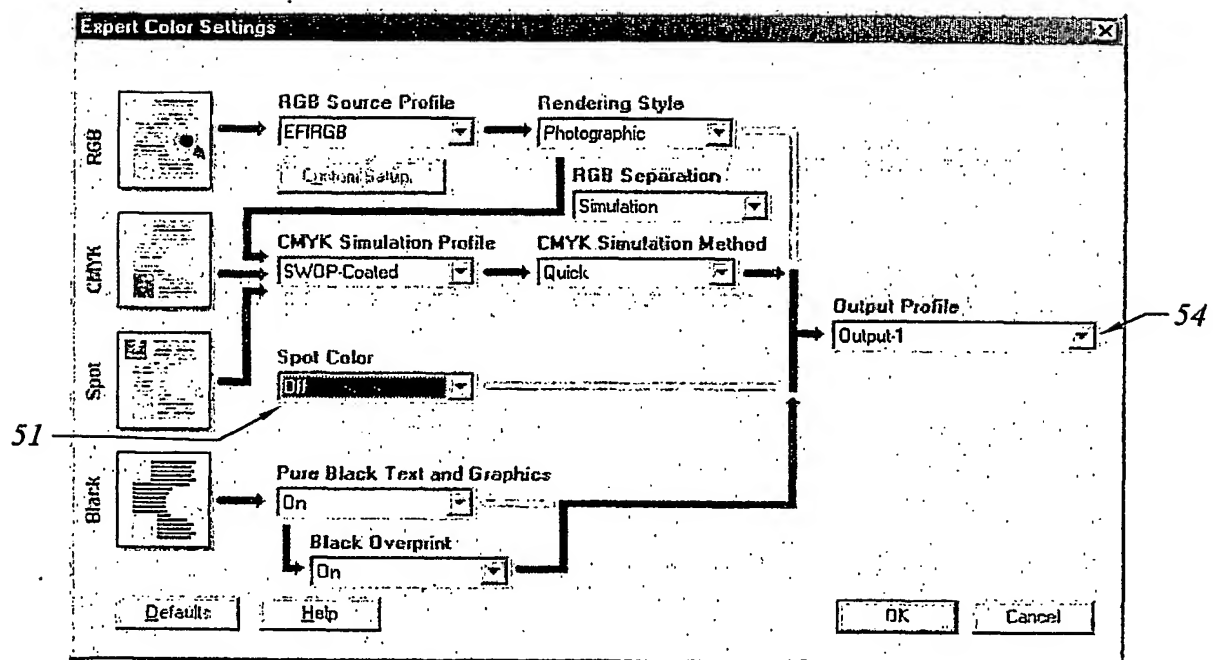 Expert Color Settings
RGB
RGB Source Profile
EFIRGB
Custom Setup
Rendering Style
Photographic
RGB Separation
Simulation
CMYK
CMYK Simulation Profile
SWOP-Coated
CMYK Simulation Method
Quick
Output Profile
Output-1
54
Spot
Spot Color
Off
51
Black
Pure Black Text and Graphics
On
Black Overprint
On
Defaults
Help
OK
Cancel